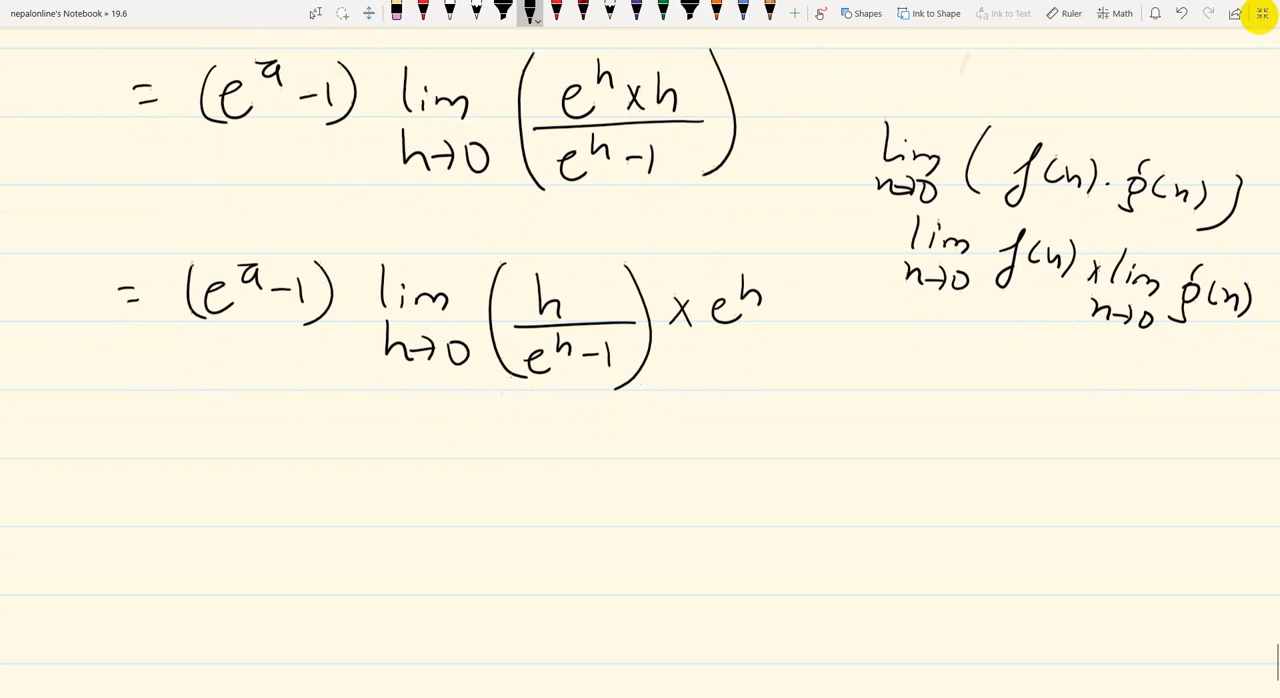 nepalonline's Notebook » 19.6
Shapes Ink to Shape Ink to Text Ruler Math
= (e^a - 1) lim h→0 (e^h × h / e^h - 1)
lim n→0 (f(n) · g(n))
lim n→0 f(n) × lim n→0 g(n)
= (e^a - 1) lim h→0 (h / e^h - 1) × e^h